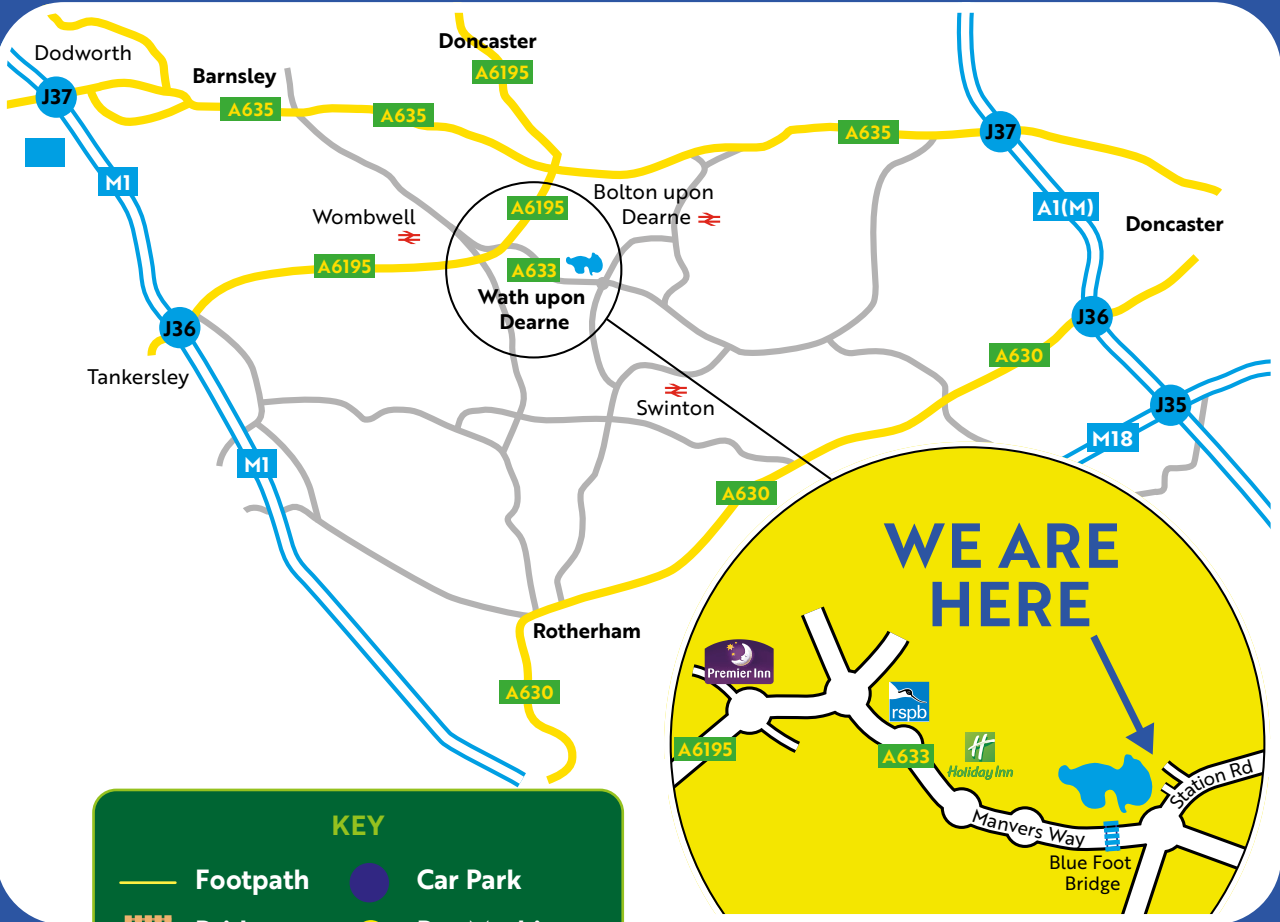 Dodworth
Doncaster
Barnsley
A6195
J37
A635
A635
A635
J37
M1
Bolton upon
Dearne
A6195
A1(M)
Wombwell
Doncaster
A6195
A633
Wath upon
Dearne
J36
J36
A630
Tankersley
Swinton
J35
M18
M1
A630
WE ARE
HERE
Rotherham
Premier Inn
A630
rspb
A6195
A633
Holiday Inn
Station Rd
Manvers Way
Blue Foot
Bridge
KEY
Footpath
Car Park